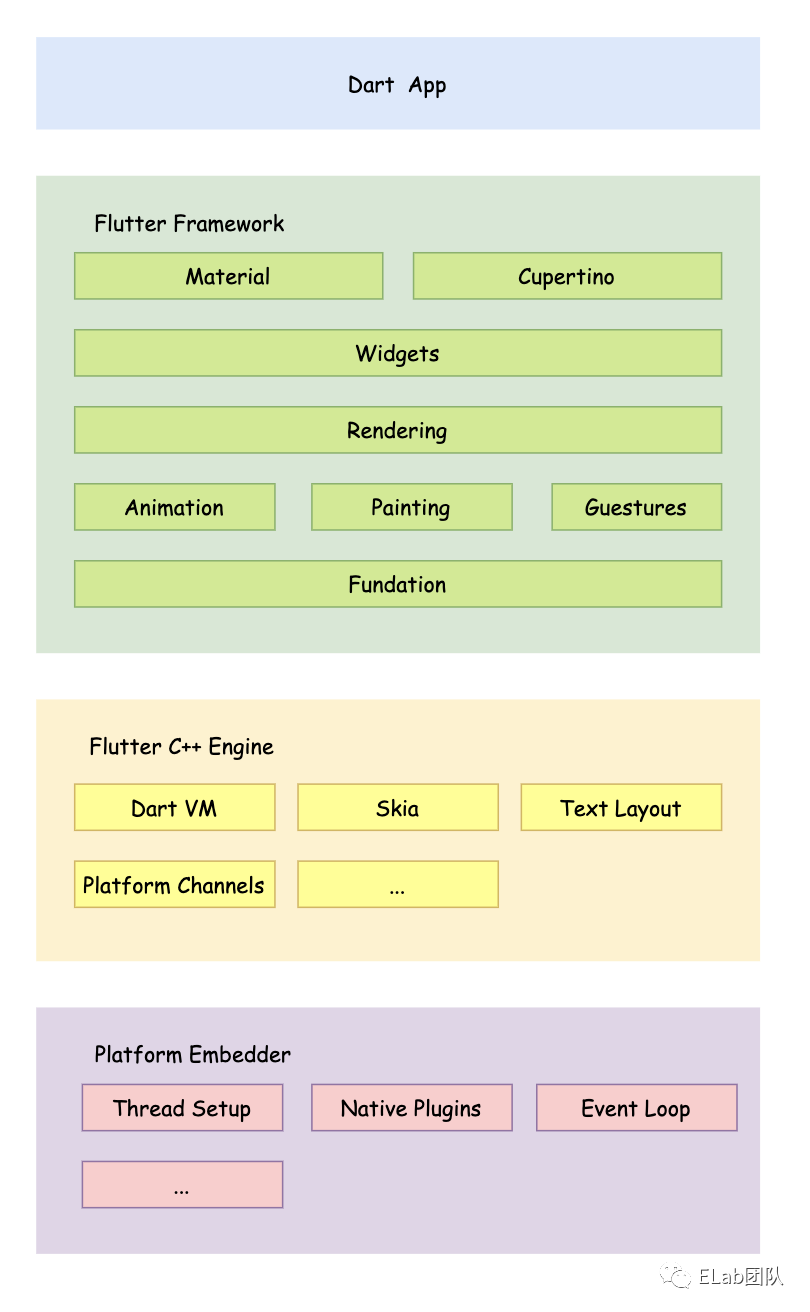 Dart App
Flutter Framework
Material
Cupertino
Widgets
Rendering
Animation
Painting
Guestures
Fundation
Flutter C++ Engine
Dart VM
Skia
Text Layout
Platform Channels
...
Platform Embedder
Thread Setup
Native Plugins
Event Loop
...
ELab团队